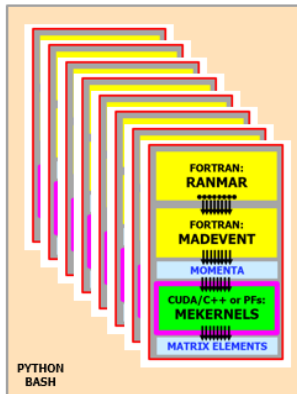 FORTRAN:
RANMAR
FORTRAN:
MADEVENT
MOMENTA
CUDA/C++ or PFs:
MEKERNELS
MATRIX ELEMENTS
PYTHON
BASH